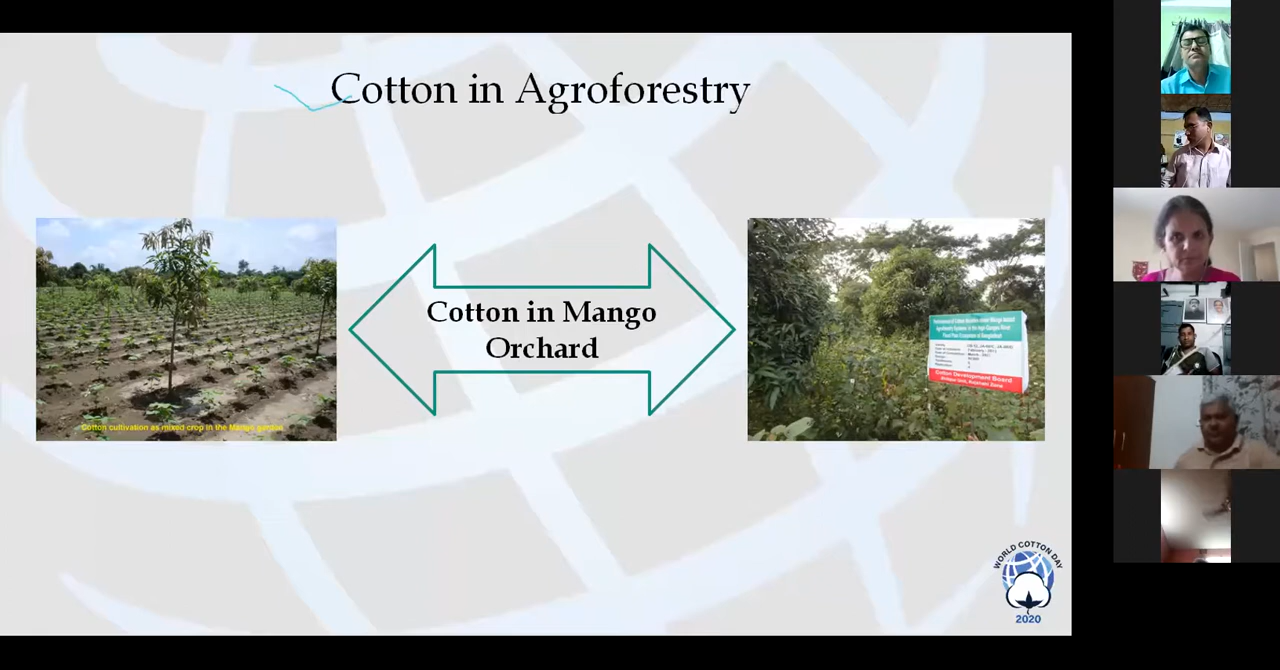 Cotton in Agroforestry
Cotton in Mango
Orchard
Cotton cultivation as mixed crop in the Mango garden
Cotton Development Board
WORLD COTTON DAY
2020